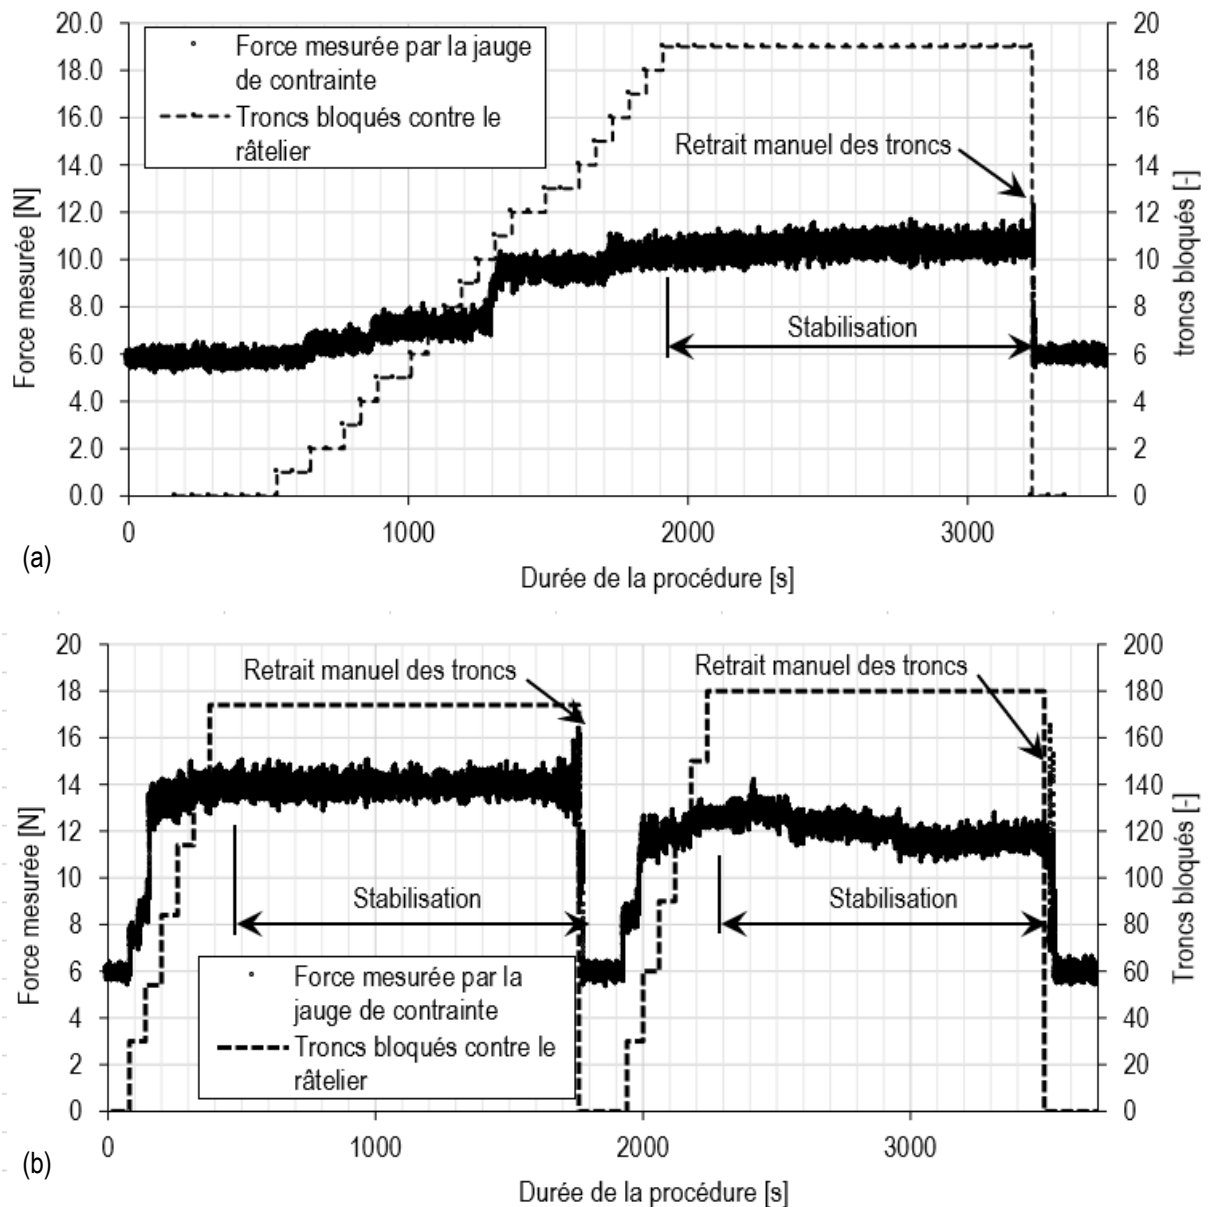 20.0
18.0
16.0
14.0
12.0
10.0
8.0
6.0
4.0
2.0
0.0
Force mesurée [N]
Force mesurée par la jauge
de contrainte
Troncs bloqués contre le
râtelier
Retrait manuel des troncs
Stabilisation
20
18
16
14
12
10
8
6
4
2
0
troncs bloqués [-]
0
1000
2000
3000
Durée de la procédure [s]
(a)
20
18
16
14
12
10
8
6
4
2
0
Force mesurée [N]
Retrait manuel des troncs
Retrait manuel des troncs
Stabilisation
Stabilisation
Force mesurée par la
jauge de contrainte
Troncs bloqués contre le
râtelier
200
180
160
140
120
100
80
60
40
20
0
Troncs bloqués [-]
0
1000
2000
3000
Durée de la procédure [s]
(b)